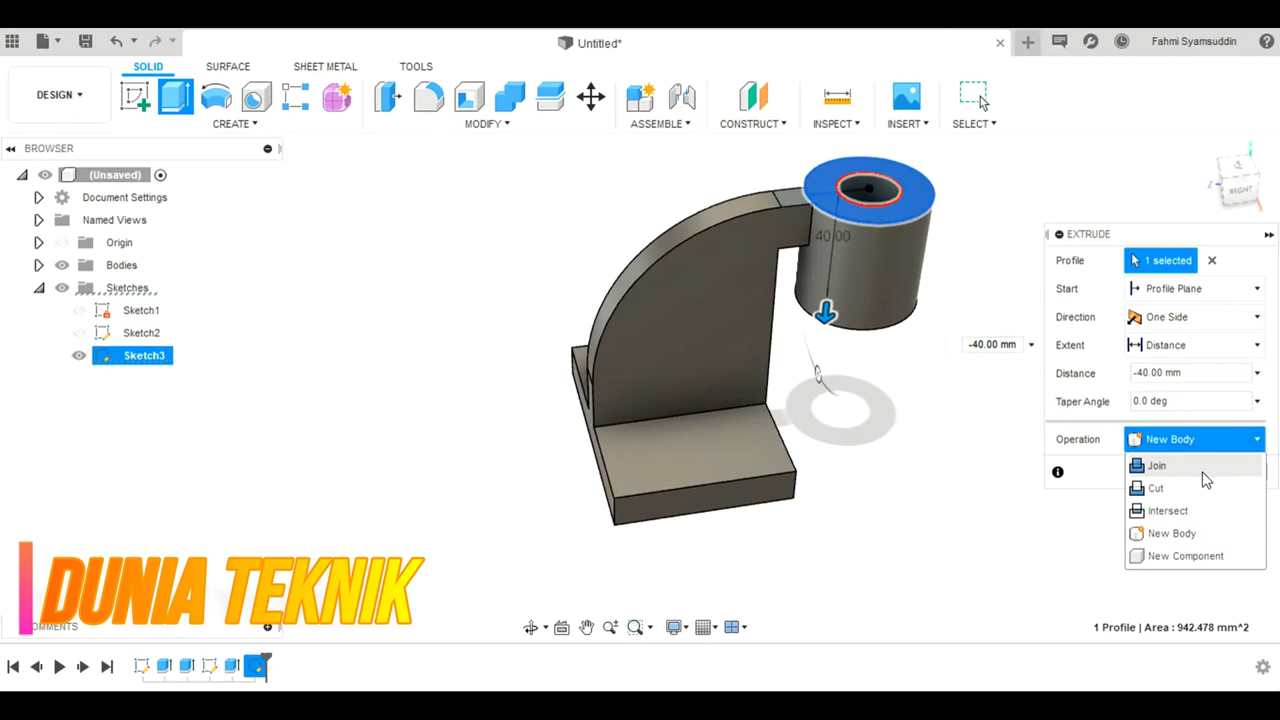 Untitled*
Fahmi Syamsuddin
DESIGN
SOLID
SURFACE
SHEET METAL
TOOLS
CREATE
MODIFY
ASSEMBLE
CONSTRUCT
INSPECT
INSERT
SELECT
BROWSER
(Unsaved)
Document Settings
Named Views
Origin
Bodies
Sketches
Sketch1
Sketch2
Sketch3
40.00
-40.00 mm
Z
RIGHT
EXTRUDE
Profile 1 selected
Start Profile Plane
Direction One Side
Extent Distance
Distance -40.00 mm
Taper Angle 0.0 deg
Operation New Body
Join
Cut
Intersect
New Body
New Component
DUNIA TEKNIK
1 Profile | Area : 942.478 mm^2